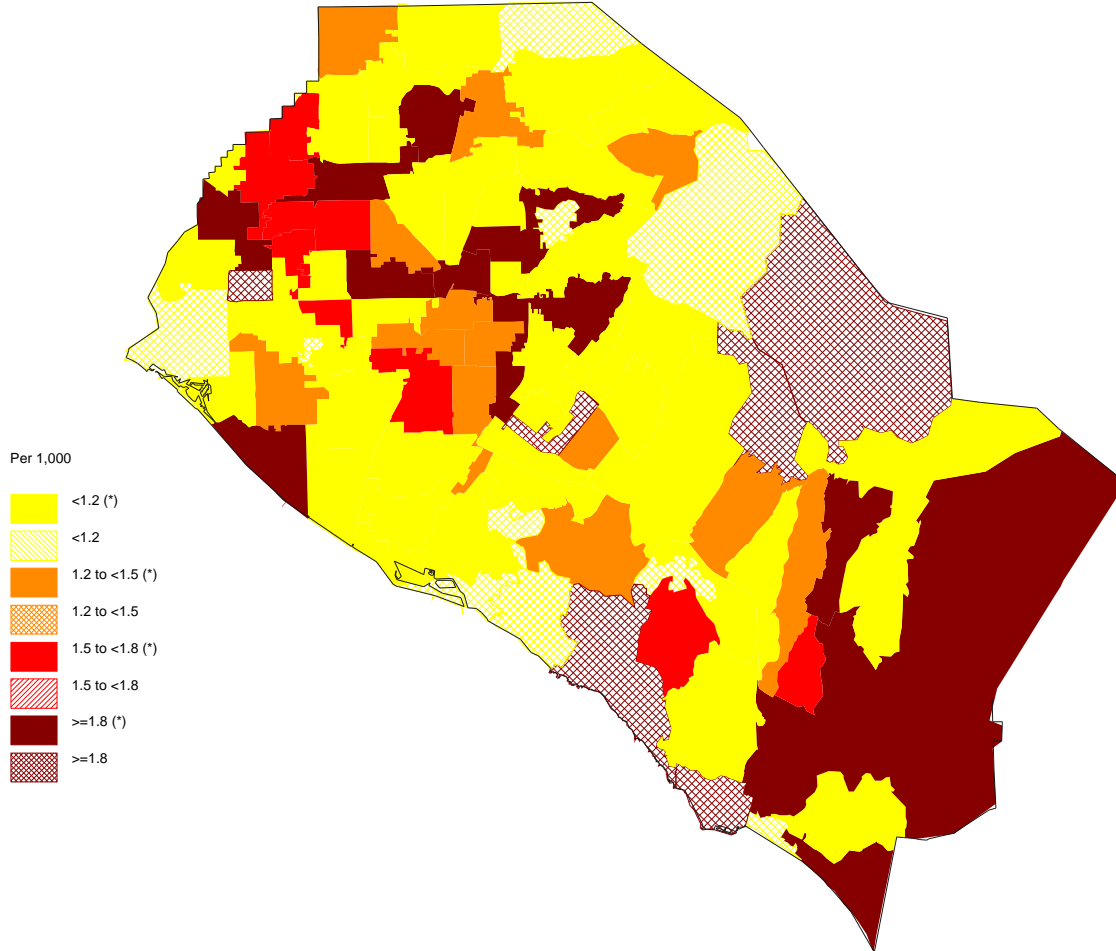 Per 1,000
<1.2 (*)
<1.2
1.2 to <1.5 (*)
1.2 to <1.5
1.5 to <1.8 (*)
1.5 to <1.8
>=1.8 (*)
>=1.8